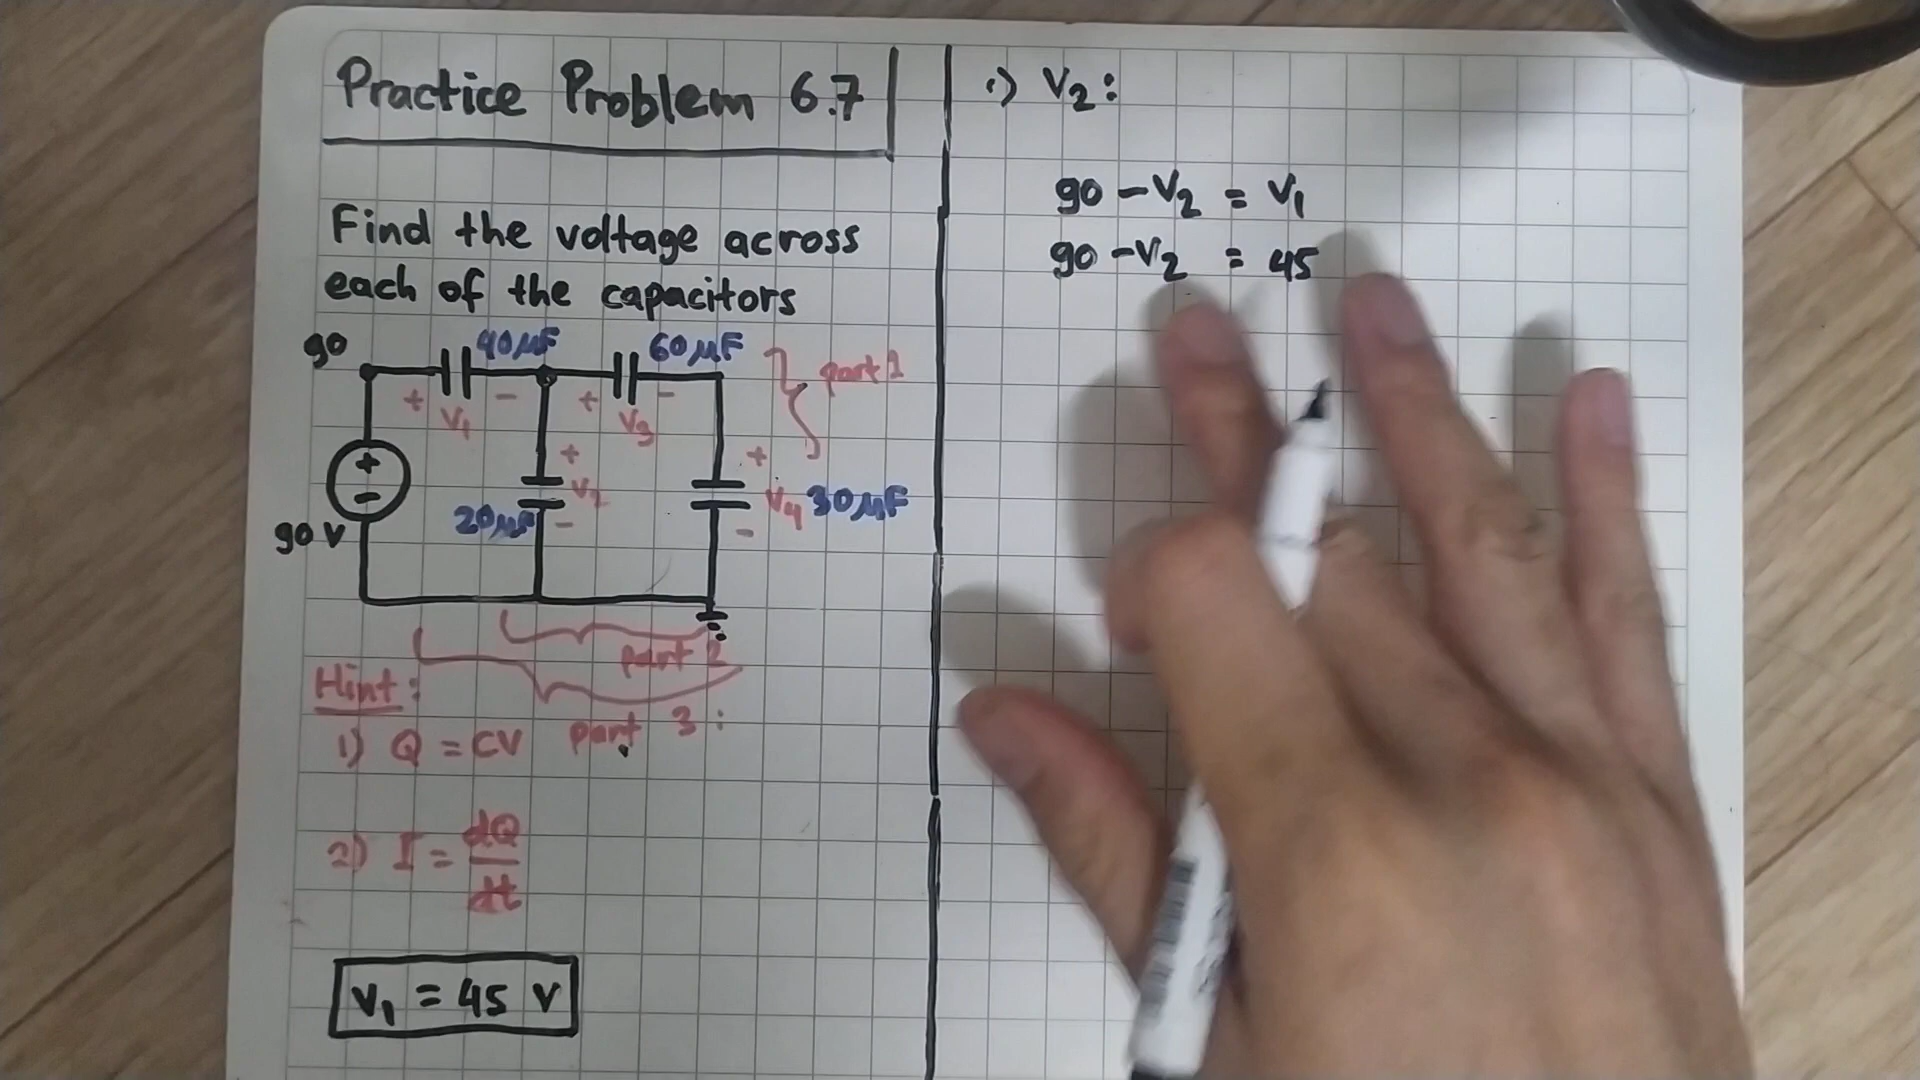 Practice Problem 6.7
Find the voltage across
each of the capacitors
90
40μF
60μF
part 1
+ V1 -
+ V3 -
+
V2
-
+
V4
-
20μF
30μF
+
-
90 V
part 2
part 3:
Hint:
1) Q = CV
2) I = dQ
dt
V1 = 45 V
1) V2:
90 - V2 = V1
90 - V2 = 45